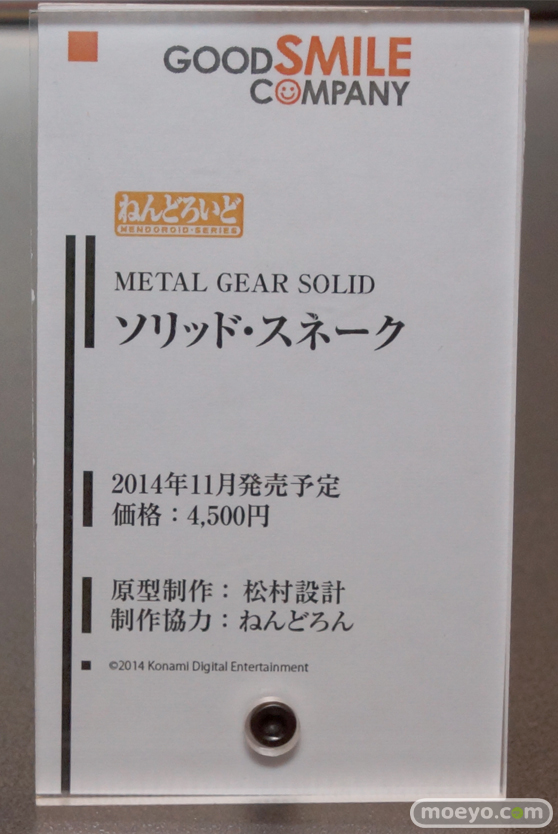 GOODSMILE
COMPANY
ねんどろいど
NENDOROID-SERIES
METAL GEAR SOLID
ソリッド・スネーク
2014年11月発売予定
価格：4,500円
原型制作：松村設計
制作協力：ねんどろん
©2014 Konami Digital Entertainment
moeyo.com